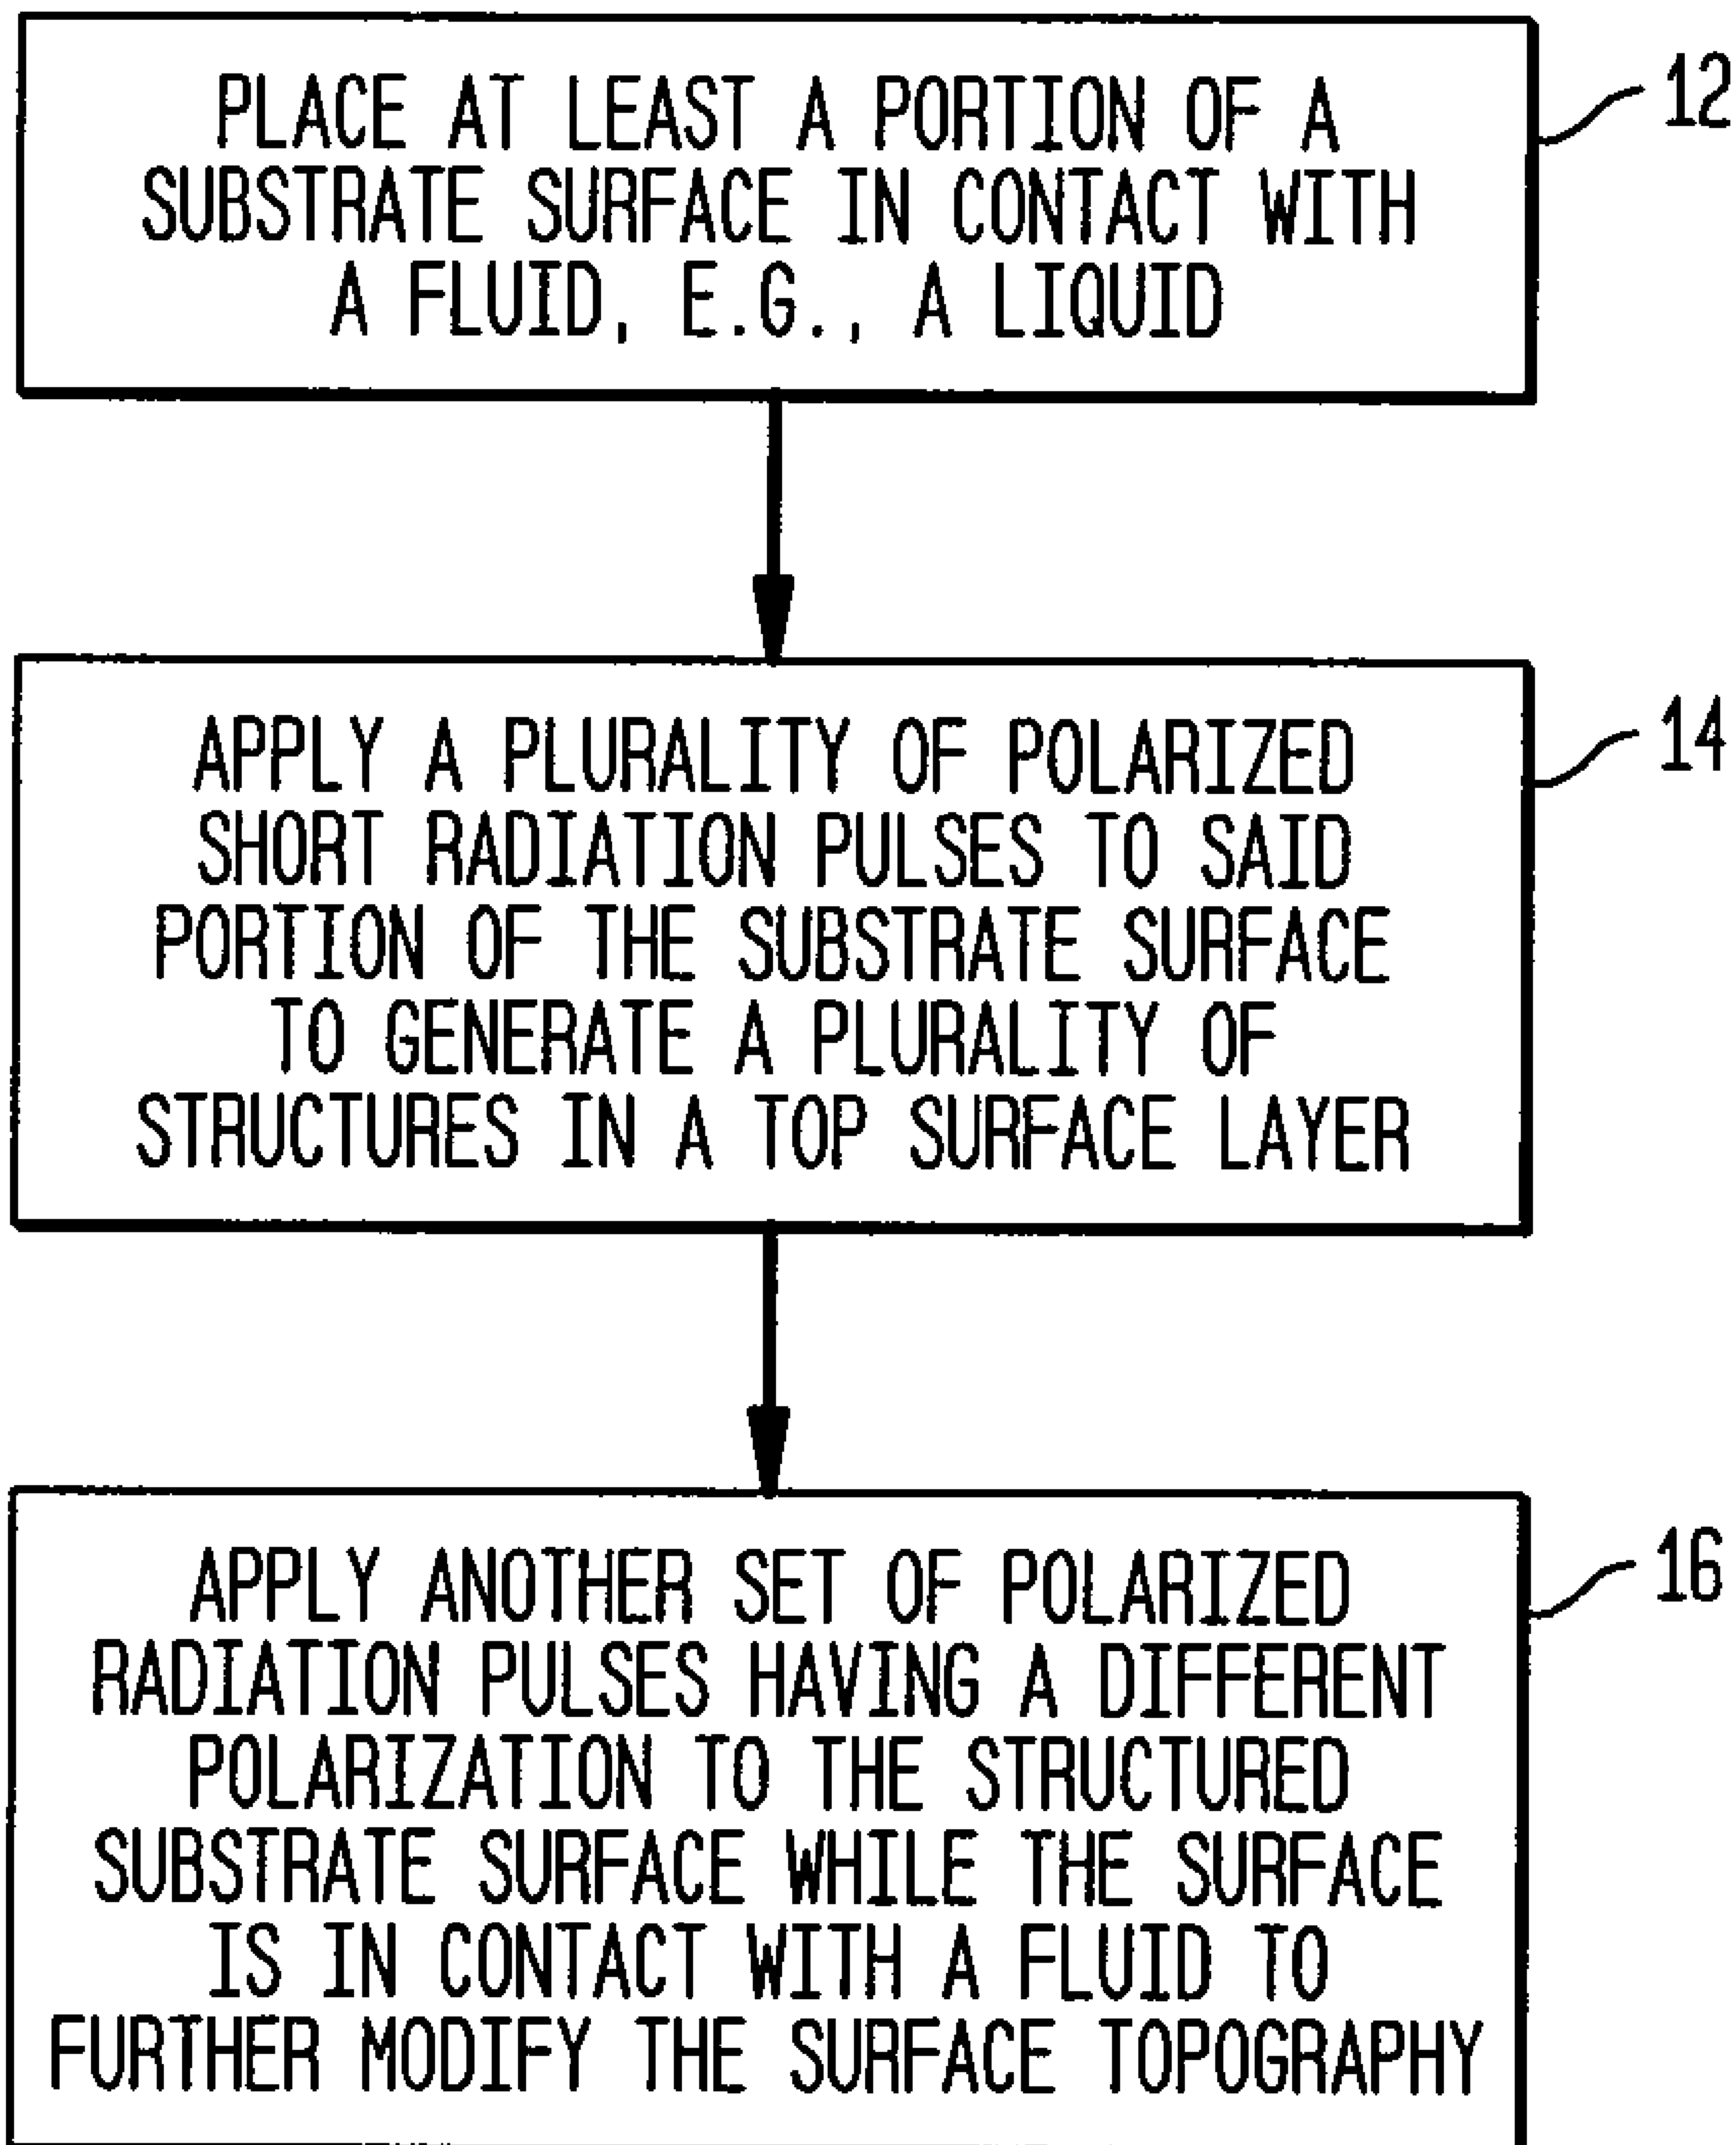 PLACE AT LEAST A PORTION OF A
SUBSTRATE SURFACE IN CONTACT WITH
A FLUID, E.G., A LIQUID
12
APPLY A PLURALITY OF POLARIZED
SHORT RADIATION PULSES TO SAID
PORTION OF THE SUBSTRATE SURFACE
TO GENERATE A PLURALITY OF
STRUCTURES IN A TOP SURFACE LAYER
14
APPLY ANOTHER SET OF POLARIZED
RADIATION PULSES HAVING A DIFFERENT
POLARIZATION TO THE STRUCTURED
SUBSTRATE SURFACE WHILE THE SURFACE
IS IN CONTACT WITH A FLUID TO
FURTHER MODIFY THE SURFACE TOPOGRAPHY
16